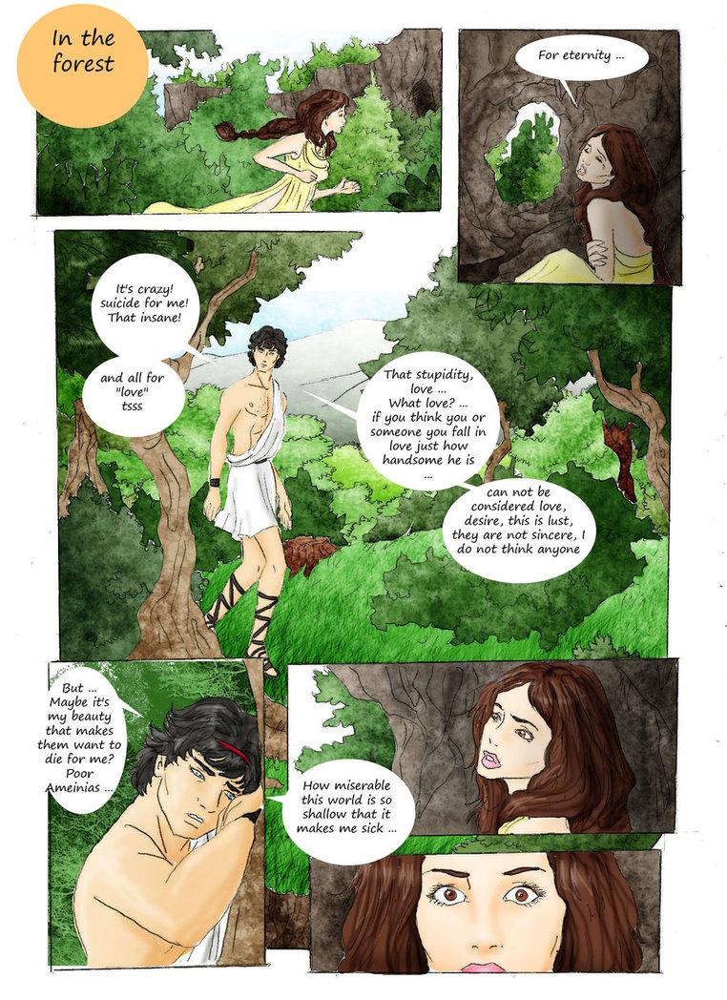 In the
forest
For eternity ...
It's crazy!
suicide for me!
That insane!
and all for
"love"
tsss
That stupidity,
love ...
What love? ...
if you think you or
someone you fall in
love just how
handsome he is
...
can not be
considered love,
desire, this is lust,
they are not sincere, I
do not think anyone
But ...
Maybe it's
my beauty
that makes
them want to
die for me?
Poor
Ameinias ...
How miserable
this world is so
shallow that it
makes me sick ...